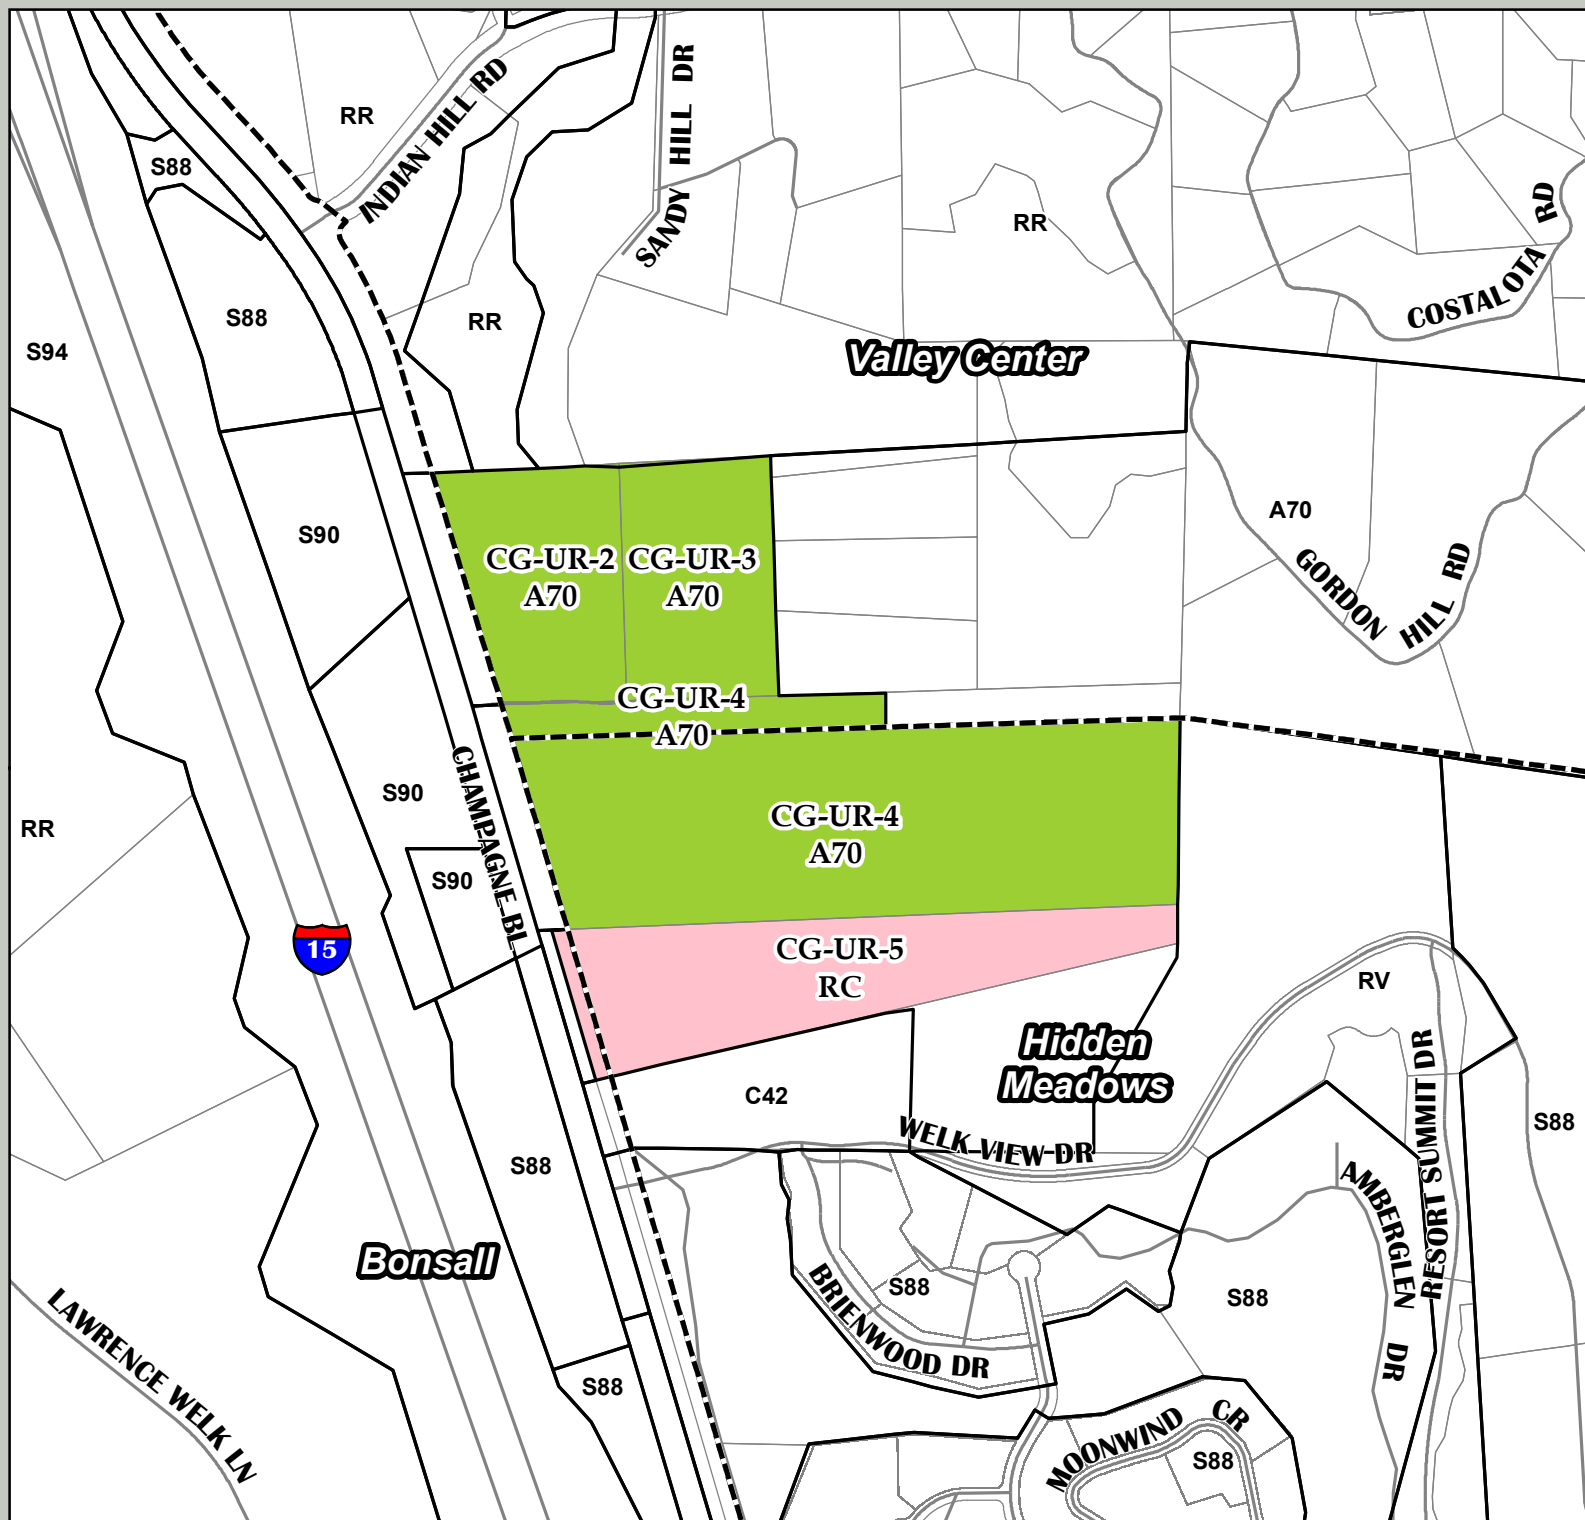 RR
INDIAN HILL RD
SANDY HILL DR
S88
RR
COSTALOTA RD
S88
RR
S94
Valley Center
A70
S90
CG-UR-2
A70
CG-UR-3
A70
GORDON HILL RD
CG-UR-4
A70
S90
CHAMPAGNE BL
RR
CG-UR-4
A70
S90
15
CG-UR-5
RC
RV
Hidden
Meadows
C42
RESORT SUMMIT DR
S88
WELK VIEW DR
S88
AMBERGLEN DR
Bonsall
S88
S88
BRIENWOOD DR
LAWRENCE WELK LN
S88
MOONWIND CR
S88